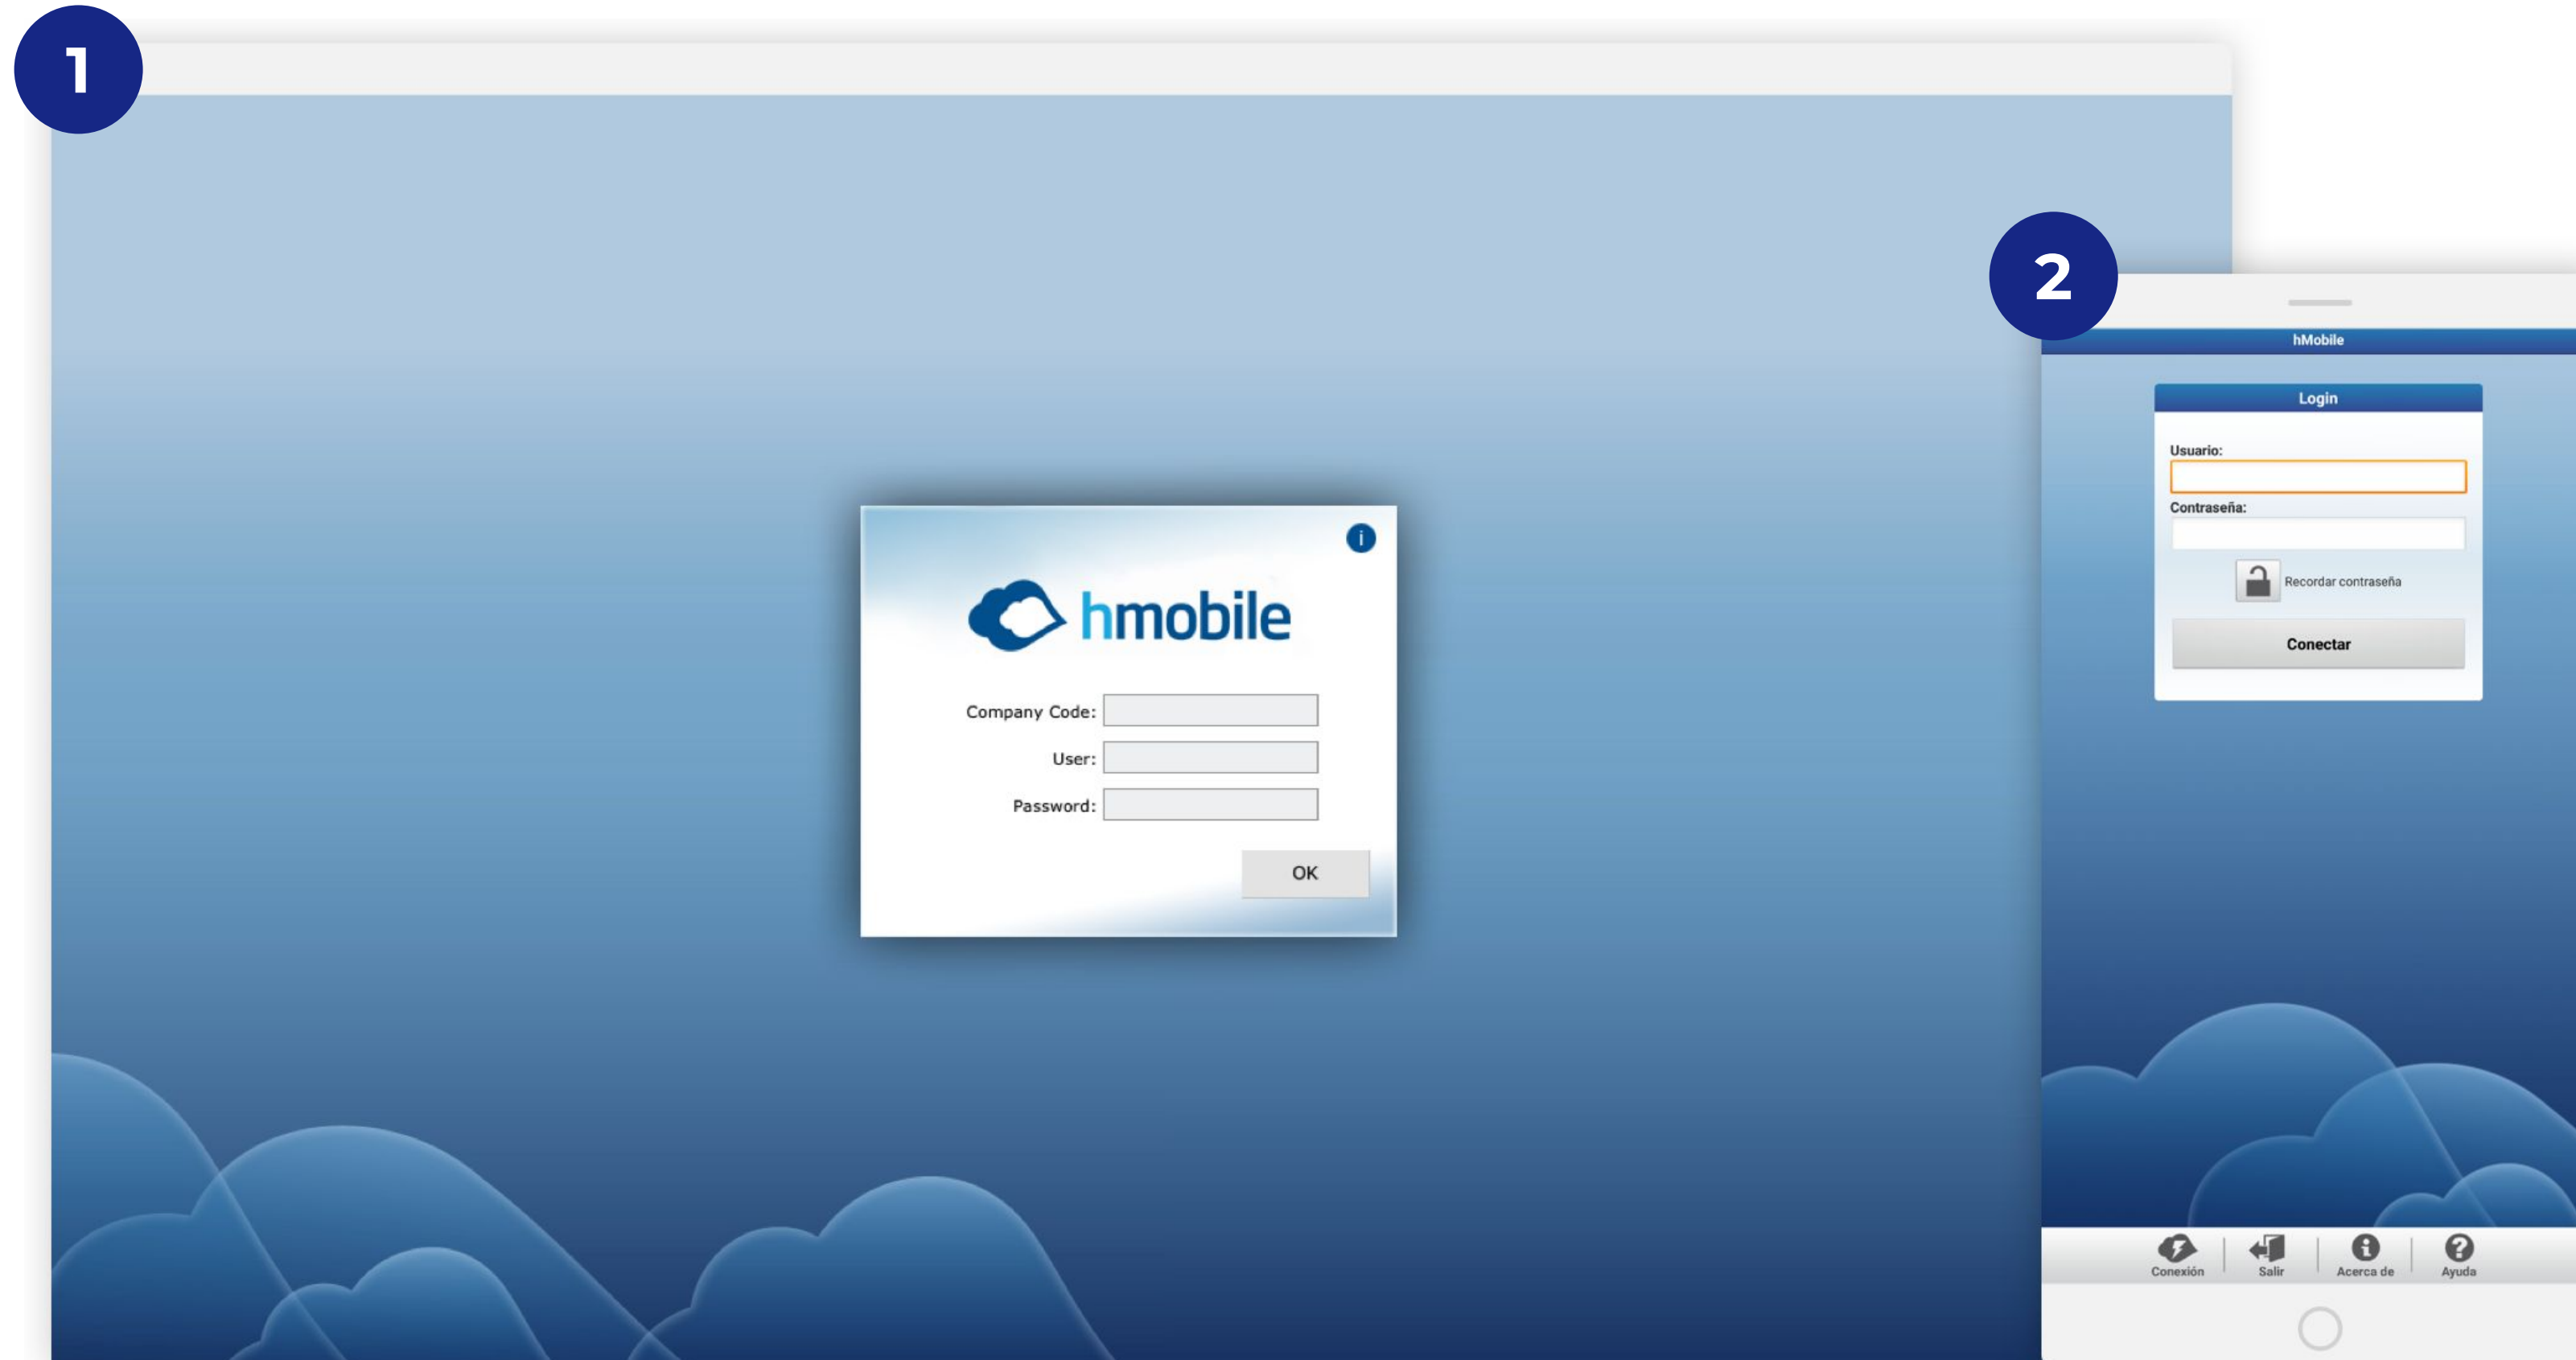 1
i
hmobile
Company Code:
User:
Password:
OK
2
hMobile
Login
Usuario:
Contraseña:
Recordar contraseña
Conectar
Conexión Salir Acerca de Ayuda